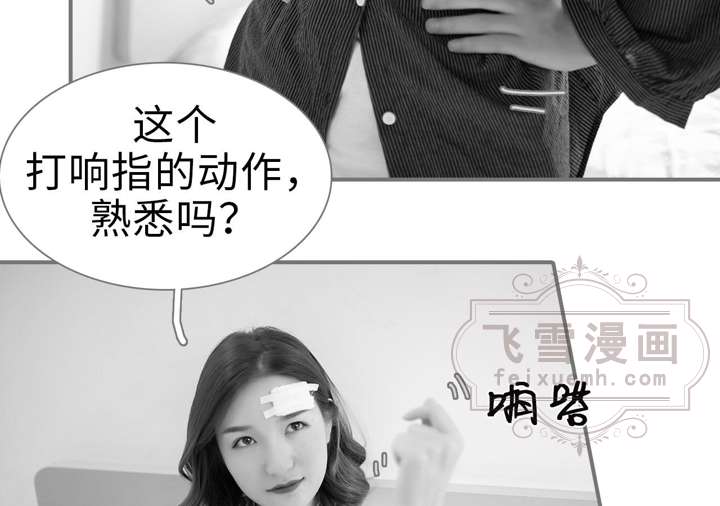 这个
打响指的动作，
熟悉吗？
飞雪漫画
feixuemh.com
啪嗒